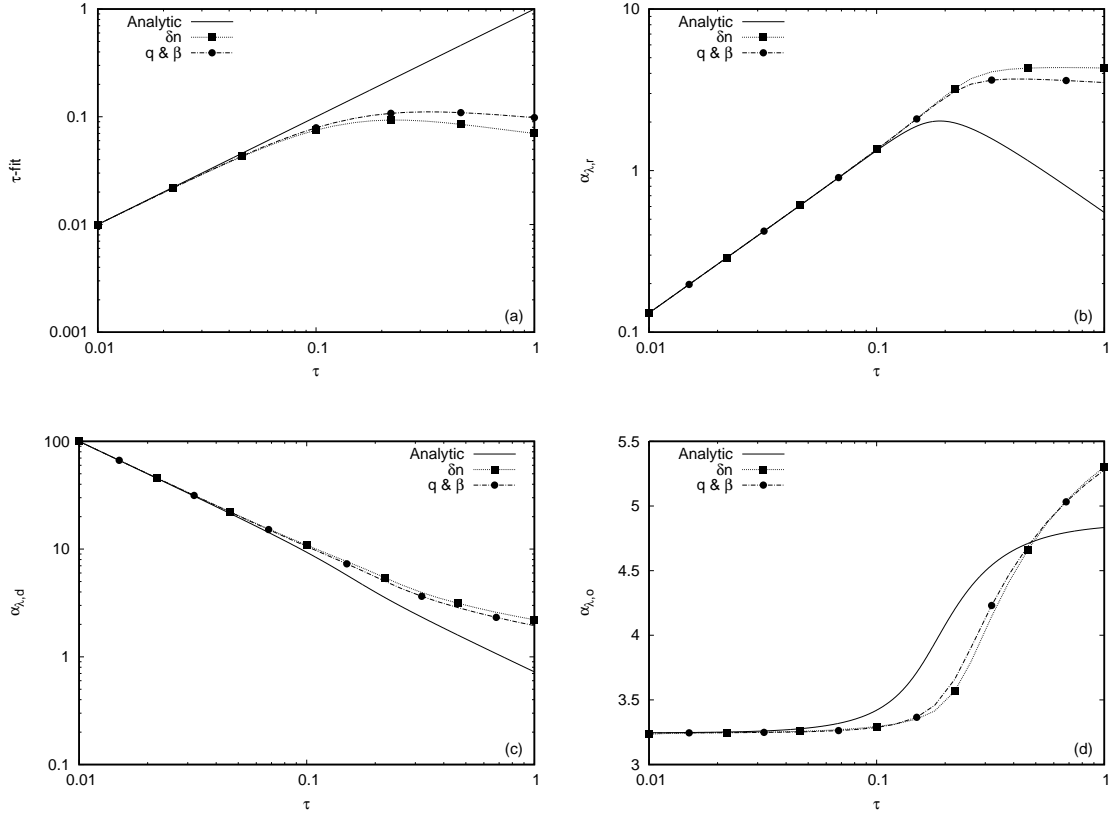 1
0.1
0.01
0.001
0.01
0.1
1
τ-fit
τ
Analytic
δn
q & β
(a)
10
1
0.1
0.01
0.1
1
α_{λ,r}
τ
Analytic
δn
q & β
(b)
100
10
1
0.1
0.01
0.1
1
α_{λ,d}
τ
Analytic
δn
q & β
(c)
5.5
5
4.5
4
3.5
3
0.01
0.1
1
α_{λ,o}
τ
Analytic
δn
q & β
(d)